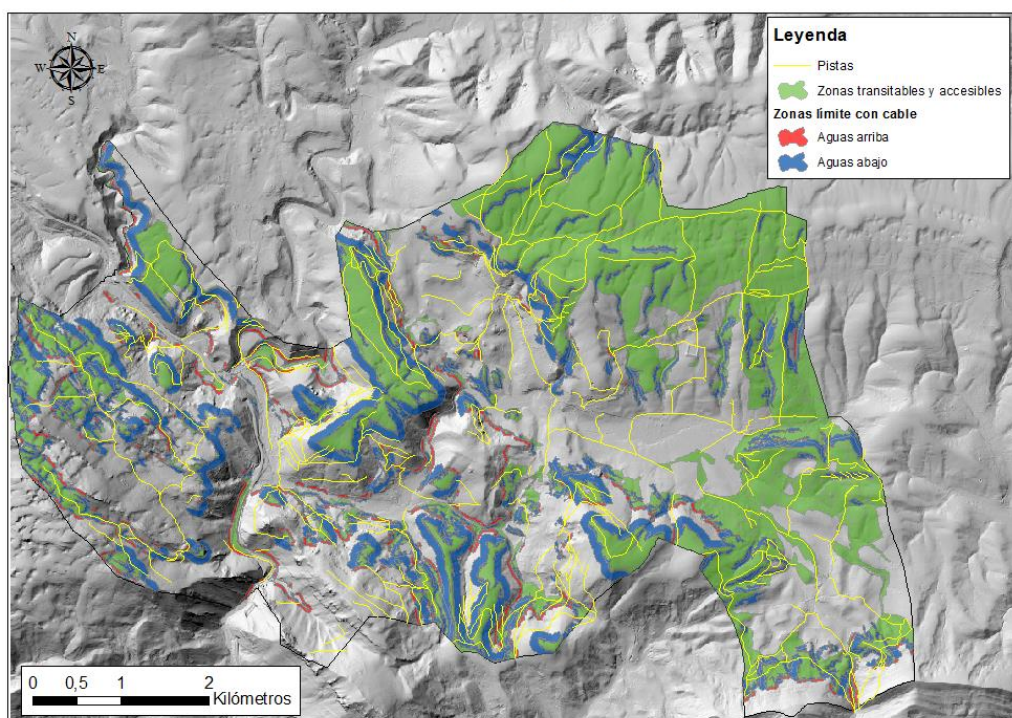 N
W E
S
Leyenda
Pistas
Zonas transitables y accesibles
Zonas límite con cable
Aguas arriba
Aguas abajo
0 0,5 1 2
Kilómetros